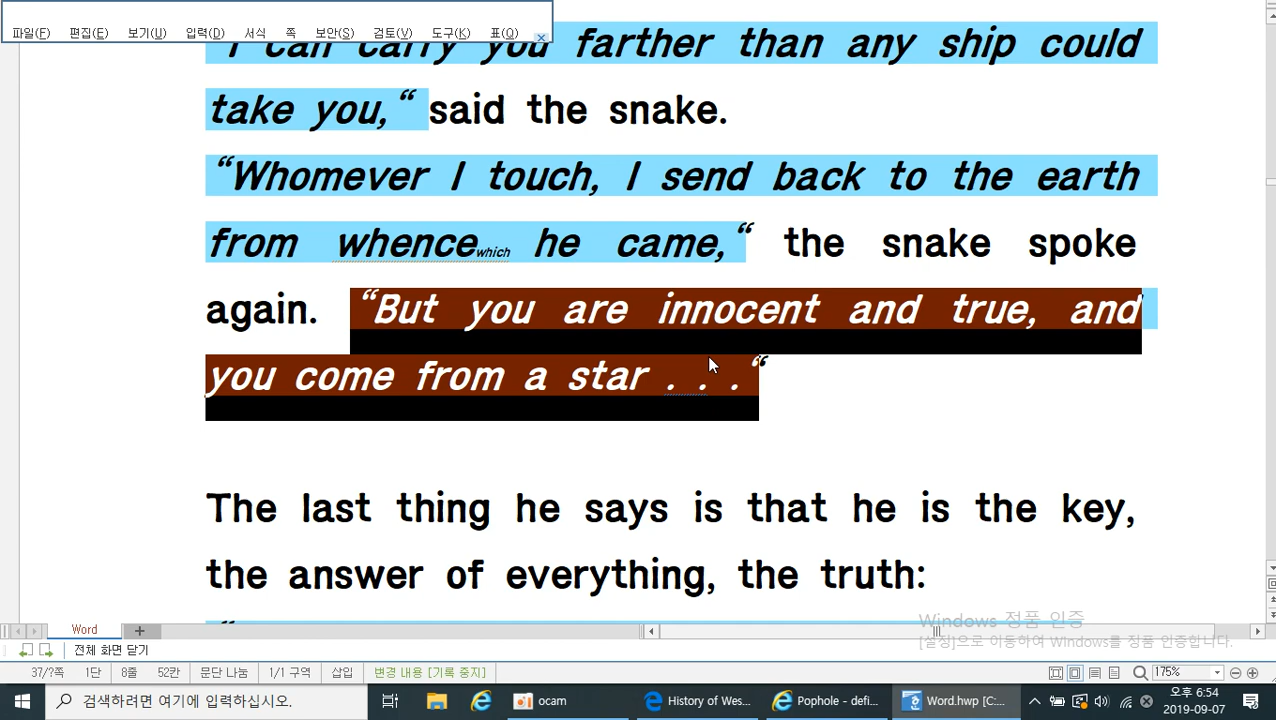 파일(F) 편집(E) 보기(U) 입력(D) 서식 쪽 보안(S) 검토(V) 도구(K) 표(Q)
"I can carry you farther than any ship could
take you,“ said the snake.
“Whomever I touch, I send back to the earth
from whence which he came,“ the snake spoke
again. “But you are innocent and true, and
you come from a star . . .“
The last thing he says is that he is the key,
the answer of everything, the truth:
Windows 정품 인증
[설정]으로 이동하여 Windows를 정품 인증합니다.
Word
전체 화면 닫기
37/?쪽 1단 8줄 52칸 문단 나눔 1/1 구역 삽입 변경 내용 [기록 중지] 175%
검색하려면 여기에 입력하십시오. ocam History of Wes... Pophole - defi... Word.hwp [C:... 오후 6:54
2019-09-07